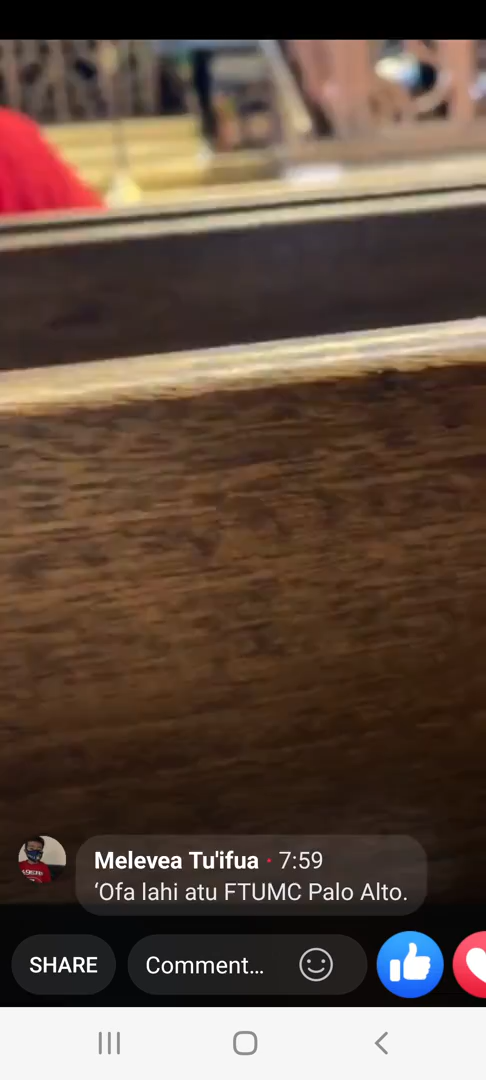 Melevea Tu'ifua · 7:59
‘Ofa lahi atu FTUMC Palo Alto.
SHARE Comment...